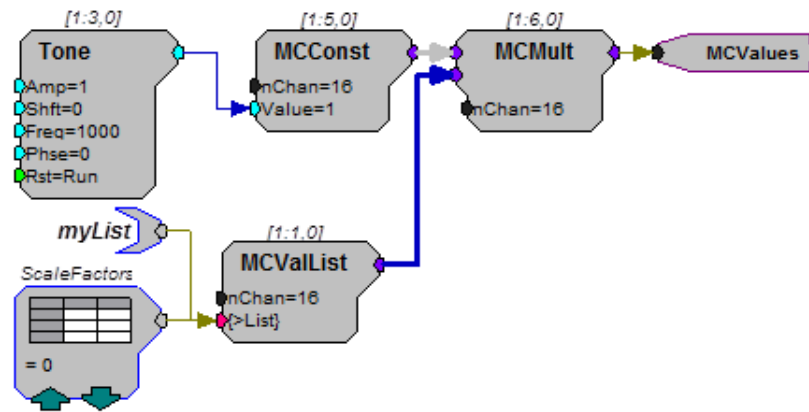 [1:3,0]
Tone
Amp=1
Shft=0
Freq=1000
Phse=0
Rst=Run
[1:5,0]
MCConst
nChan=16
Value=1
[1:6,0]
MCMult
nChan=16
MCValues
myList
ScaleFactors
= 0
[1:1,0]
MCValList
nChan=16
{>List}